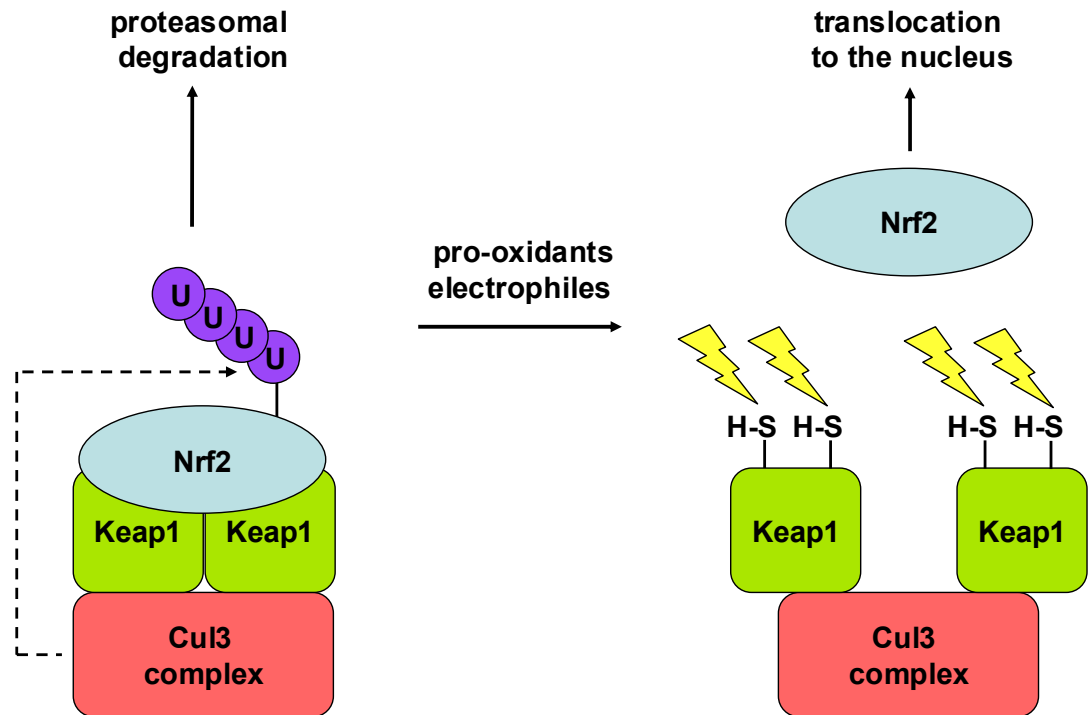 proteasomal
degradation
U
U
U
U
Nrf2
Keap1 Keap1
Cul3
complex
pro-oxidants
electrophiles
translocation
to the nucleus
Nrf2
H-S H-S H-S H-S
Keap1 Keap1
Cul3
complex